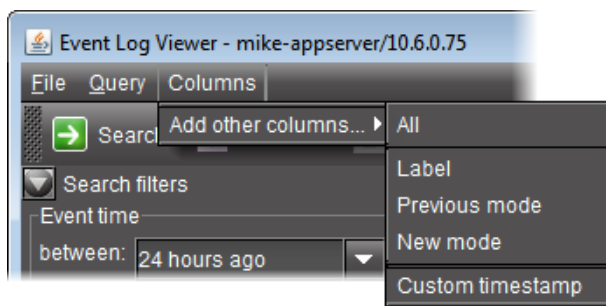 Event Log Viewer - mike-appserver/10.6.0.75
File Query Columns
Add other columns...
All
Label
Previous mode
New mode
Custom timestamp
Search filters
Event time
between: 24 hours ago